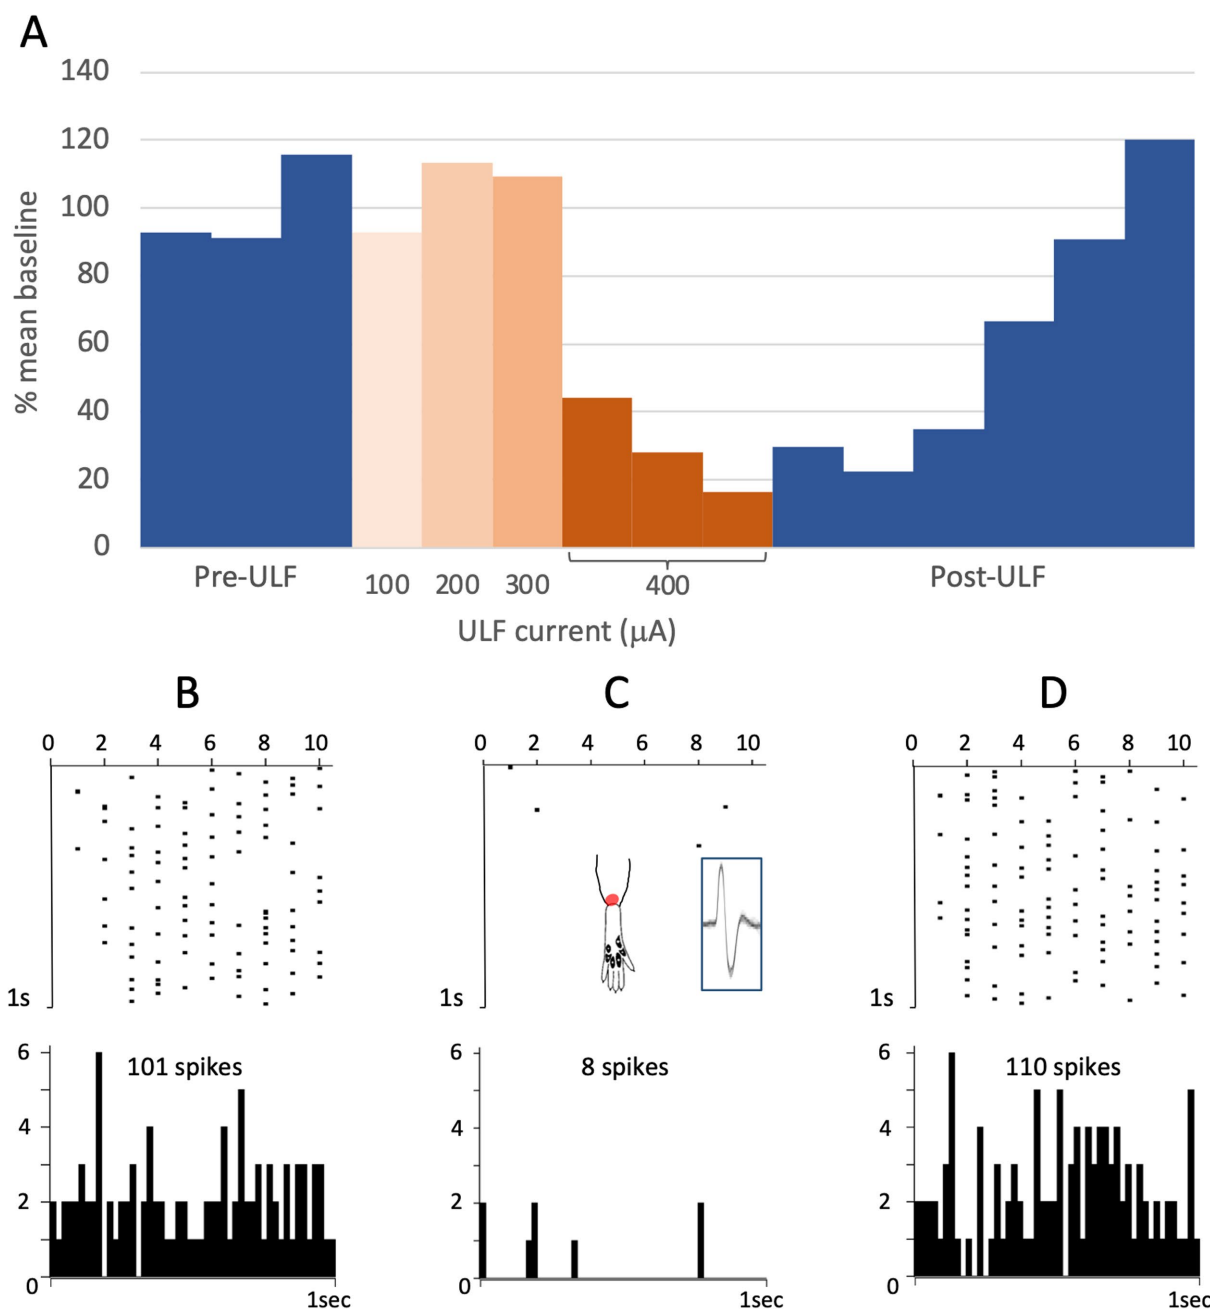 A
140
120
100
80
60
40
20
0
% mean baseline
Pre-ULF
100 200 300 400
Post-ULF
ULF current (μA)
B
0 2 4 6 8 10
1s
6
4
2
0
101 spikes
1sec
C
0 2 4 6 8 10
1s
6
4
2
0
8 spikes
1sec
D
0 2 4 6 8 10
1s
6
4
2
0
110 spikes
1sec